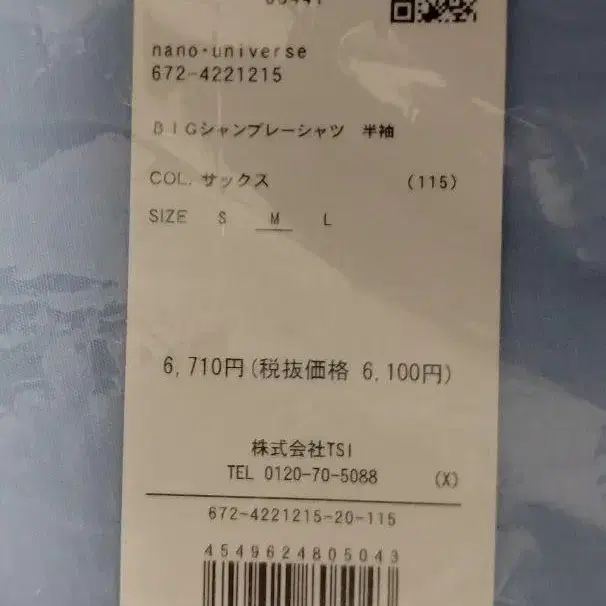 nano・universe
672-4221215
BIGシャンブレーシャツ 半袖
COL. サックス (115)
SIZE S M L
6,710円(税抜価格 6,100円)
株式会社TSI
TEL 0120-70-5088 (X)
672-4221215-20-115
4549624805043